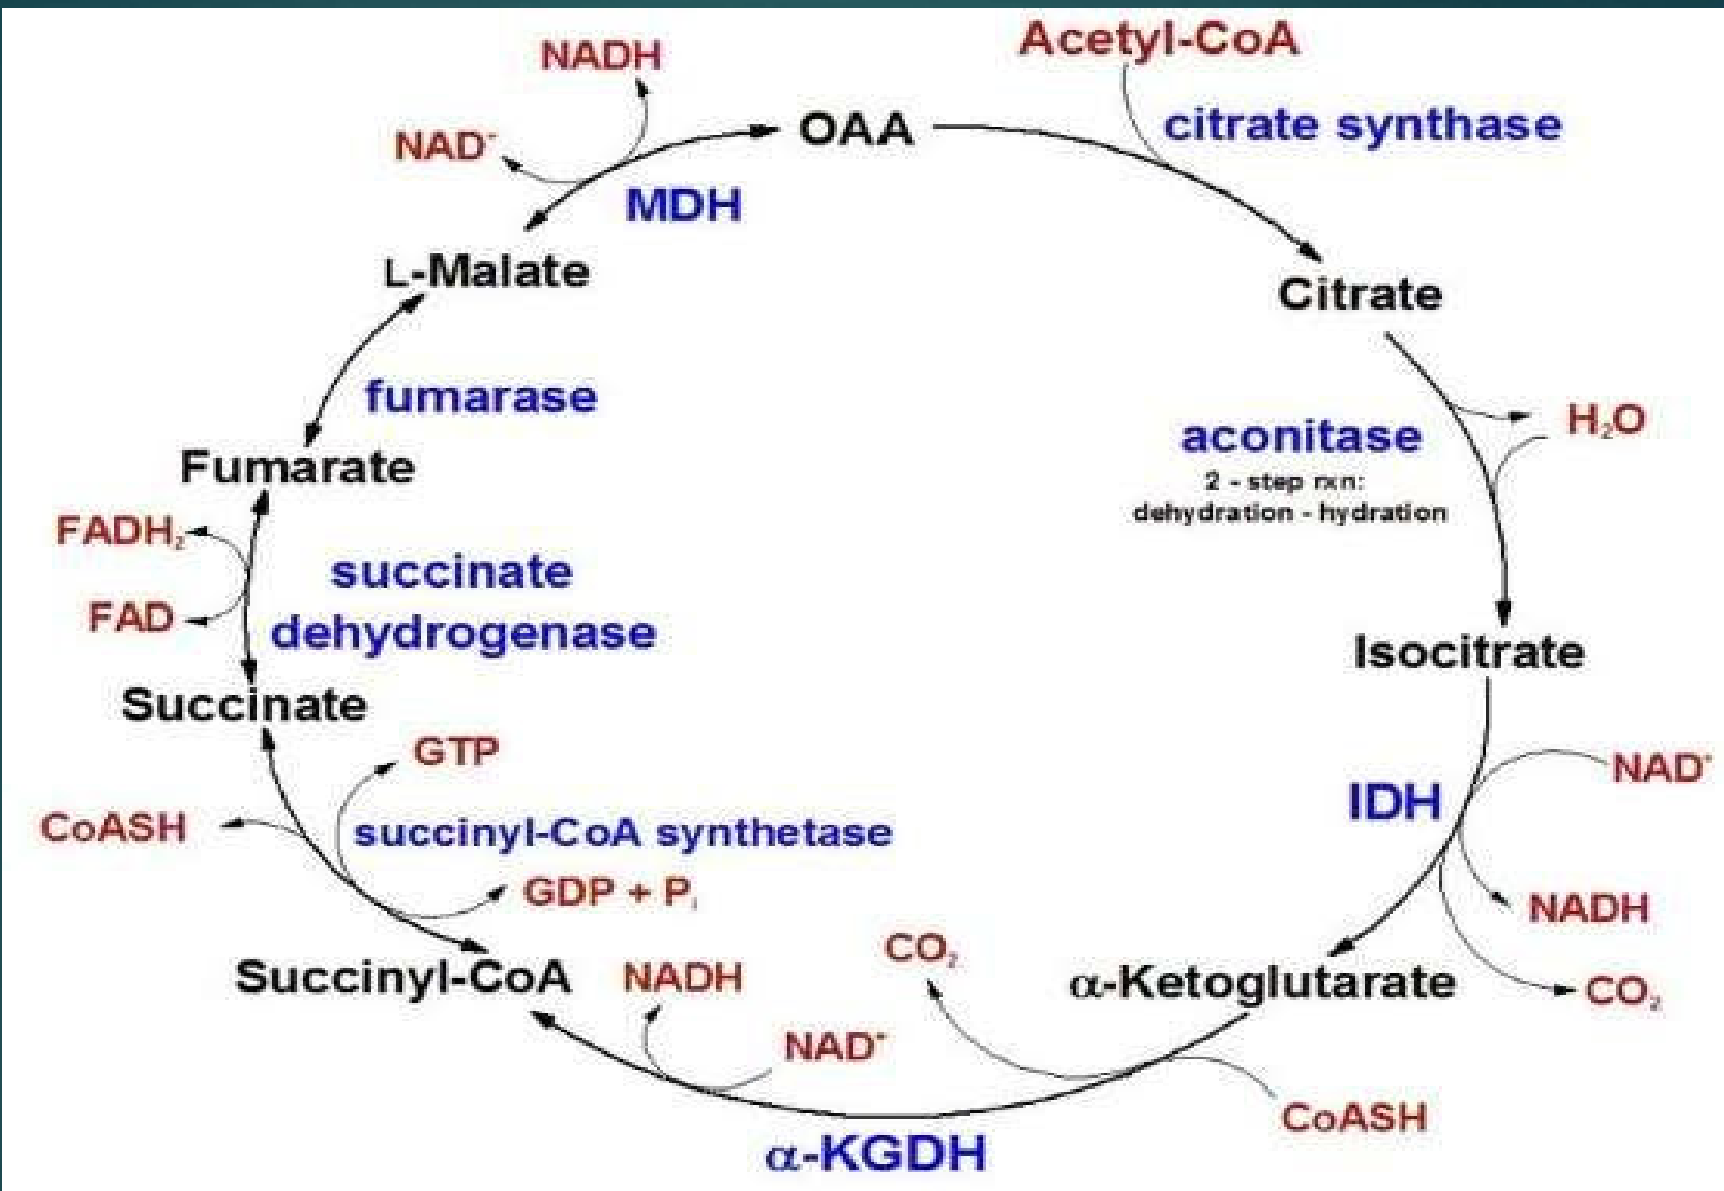 Acetyl-CoA
NADH
OAA
citrate synthase
NAD⁺
MDH
L-Malate
Citrate
fumarase
H₂O
aconitase
2 - step rxn:
dehydration - hydration
Fumarate
FADH₂
succinate
dehydrogenase
FAD
Isocitrate
Succinate
GTP
NAD⁺
IDH
CoASH
succinyl-CoA synthetase
GDP + Pᵢ
NADH
CO₂
Succinyl-CoA
NADH
α-Ketoglutarate
CO₂
NAD⁺
CoASH
α-KGDH